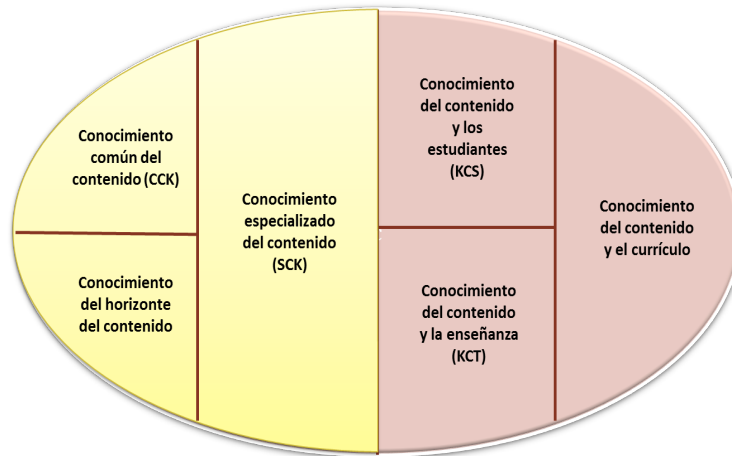 Conocimiento
común del
contenido (CCK)
Conocimiento
del horizonte
del contenido
Conocimiento
especializado
del contenido
(SCK)
Conocimiento
del contenido
y los
estudiantes
(KCS)
Conocimiento
del contenido
y la enseñanza
(KCT)
Conocimiento
del contenido
y el currículo